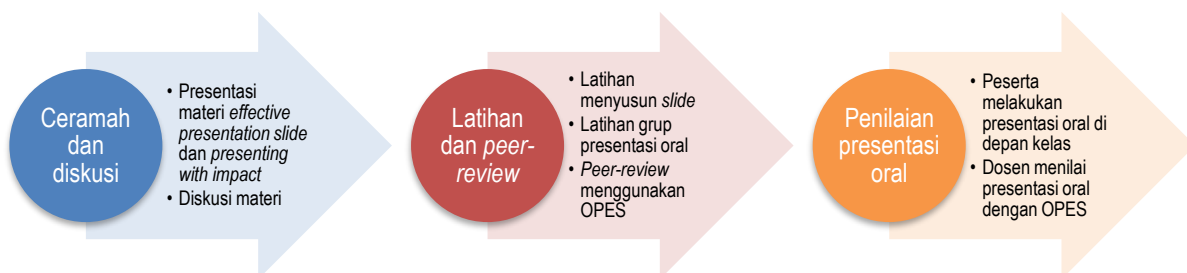 Ceramah
dan
diskusi
• Presentasi
materi effective
presentation slide
dan presenting
with impact
• Diskusi materi
Latihan
dan peer-
review
• Latihan
menyusun slide
• Latihan grup
presentasi oral
• Peer-review
menggunakan
OPES
Penilaian
presentasi
oral
• Peserta
melakukan
presentasi oral di
depan kelas
• Dosen menilai
presentasi oral
dengan OPES